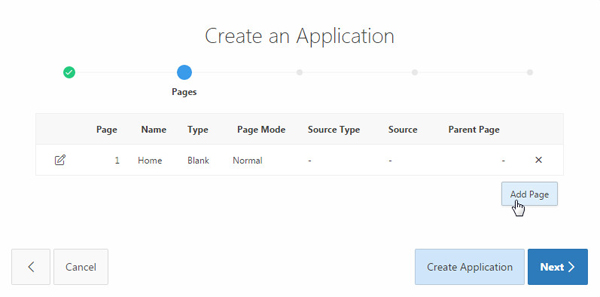 Create an Application
Pages
Page Name Type Page Mode Source Type Source Parent Page
1 Home Blank Normal - - -
Add Page
Cancel Create Application Next